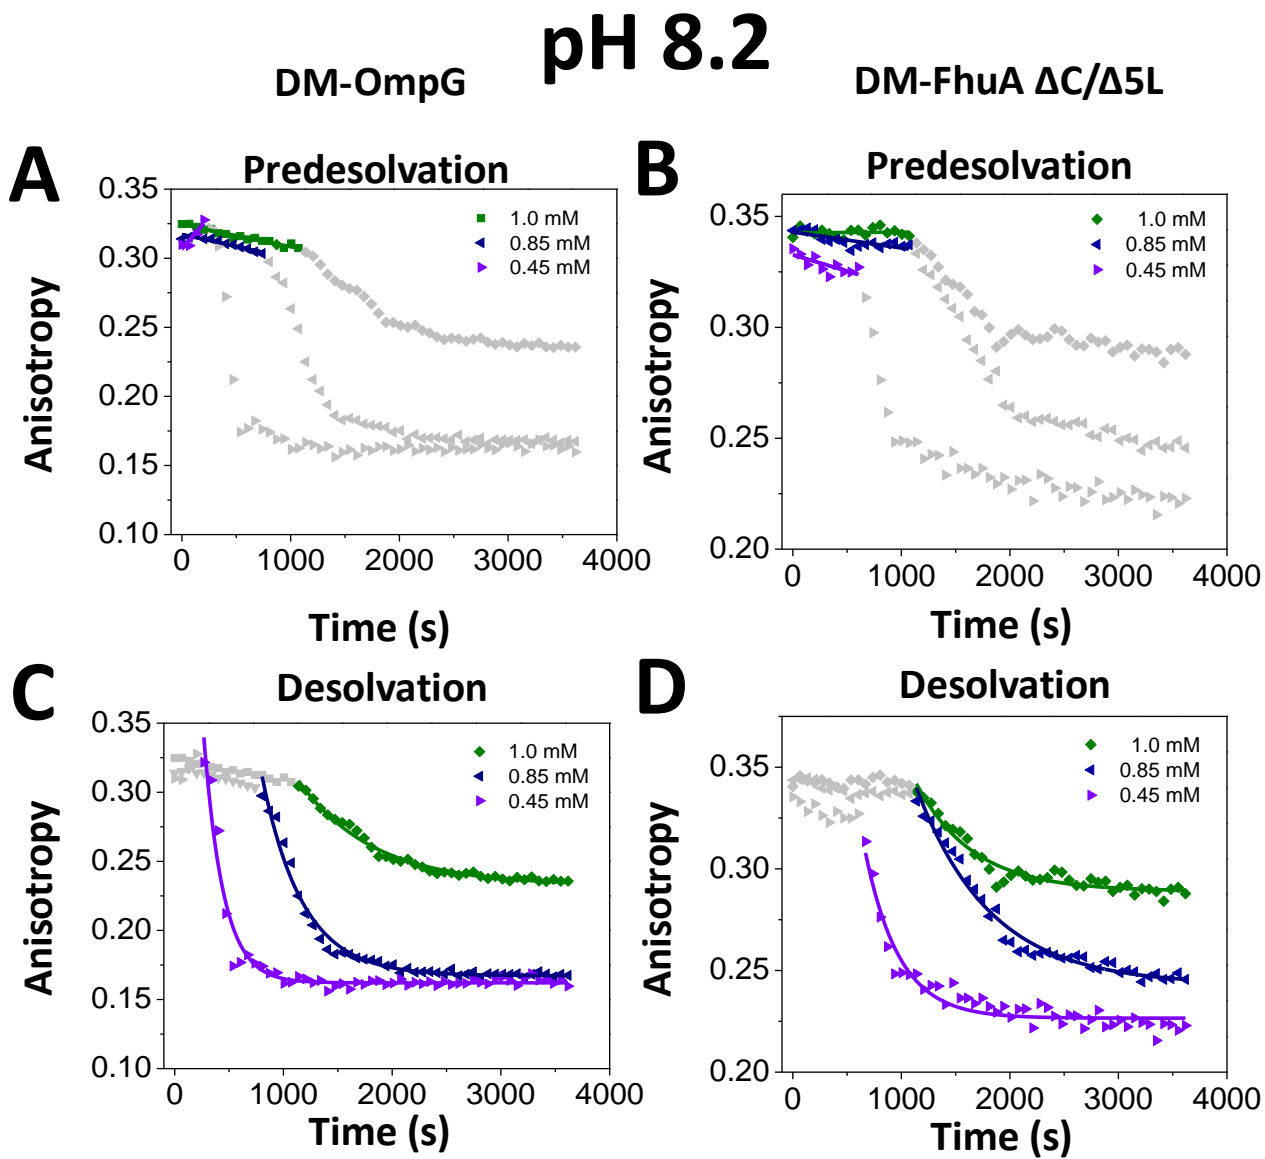 pH 8.2
DM-OmpG
DM-FhuA ΔC/Δ5L
A
Predesolvation
0.35
0.30
0.25
0.20
0.15
0.10
Anisotropy
1.0 mM
0.85 mM
0.45 mM
0 1000 2000 3000 4000
Time (s)
B
Predesolvation
0.35
0.30
0.25
0.20
Anisotropy
1.0 mM
0.85 mM
0.45 mM
0 1000 2000 3000 4000
Time (s)
C
Desolvation
0.35
0.30
0.25
0.20
0.15
0.10
Anisotropy
1.0 mM
0.85 mM
0.45 mM
0 1000 2000 3000 4000
Time (s)
D
Desolvation
0.35
0.30
0.25
0.20
Anisotropy
1.0 mM
0.85 mM
0.45 mM
0 1000 2000 3000 4000
Time (s)